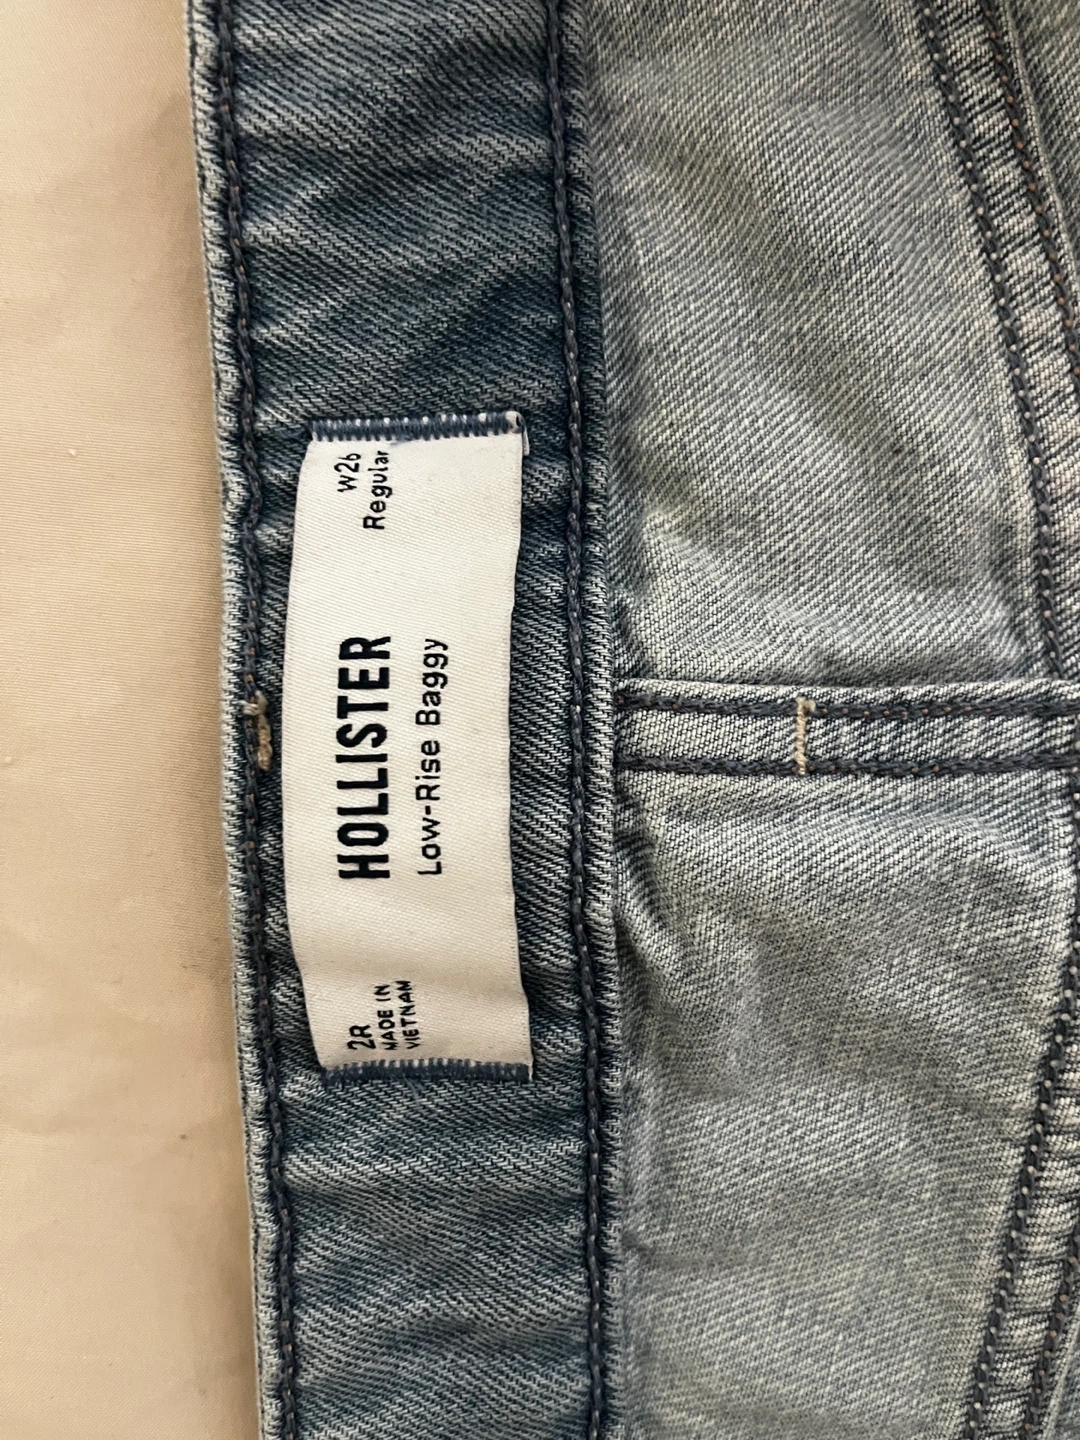 2R
MADE IN
VIETNAM
HOLLISTER
Low-Rise Baggy
W26
Regular